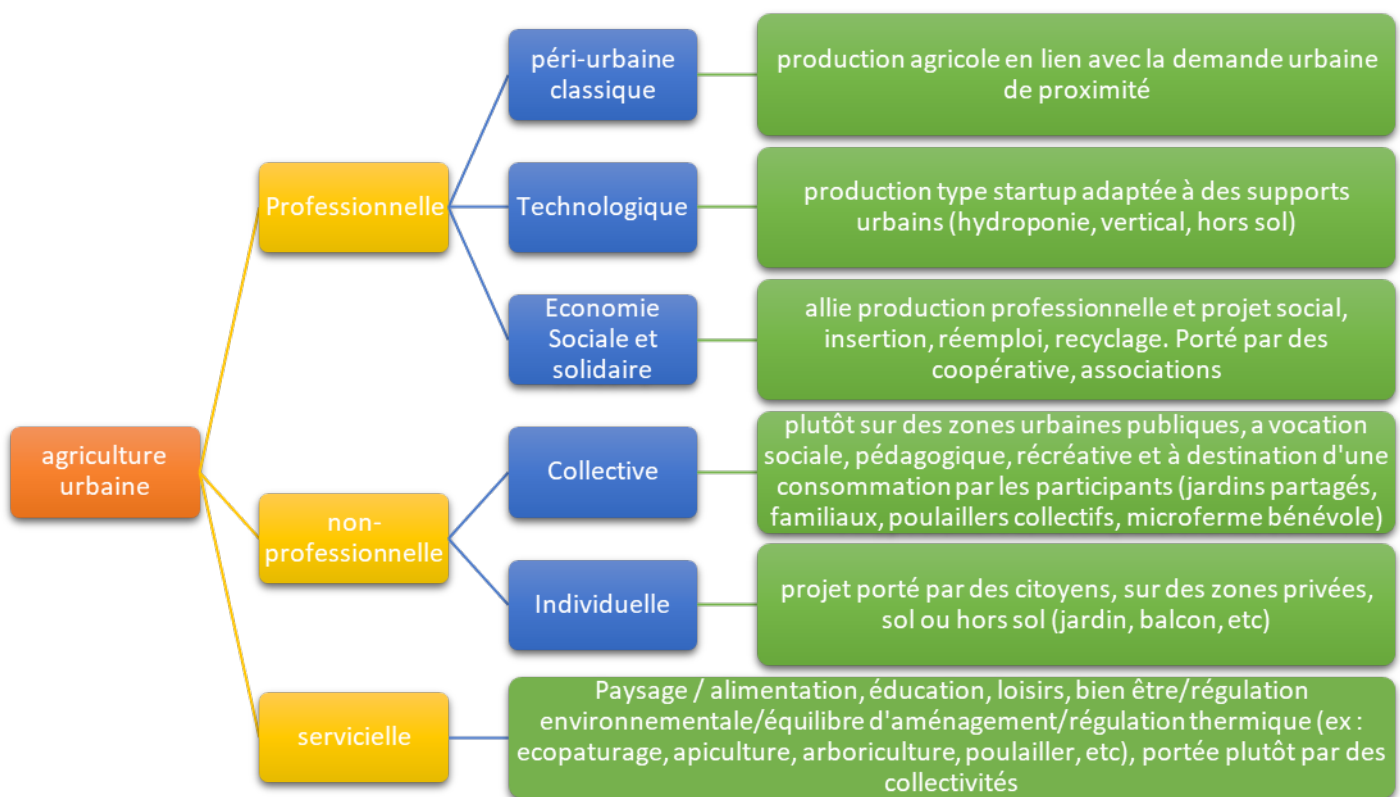 agriculture
urbaine
Professionnelle
péri-urbaine
classique
production agricole en lien avec la demande urbaine
de proximité
Technologique
production type startup adaptée à des supports
urbains (hydroponie, vertical, hors sol)
Economie
Sociale et
solidaire
allie production professionnelle et projet social,
insertion, réemploi, recyclage. Porté par des
coopérative, associations
non-
professionnelle
Collective
plutôt sur des zones urbaines publiques, a vocation
sociale, pédagogique, récréative et à destination d'une
consommation par les participants (jardins partagés,
familiaux, poulaillers collectifs, microferme bénévole)
Individuelle
projet porté par des citoyens, sur des zones privées,
sol ou hors sol (jardin, balcon, etc)
servicielle
Paysage / alimentation, éducation, loisirs, bien être/régulation
environnementale/équilibre d'aménagement/régulation thermique (ex :
ecopaturage, apiculture, arboriculture, poulailler, etc), portée plutôt par des
collectivités